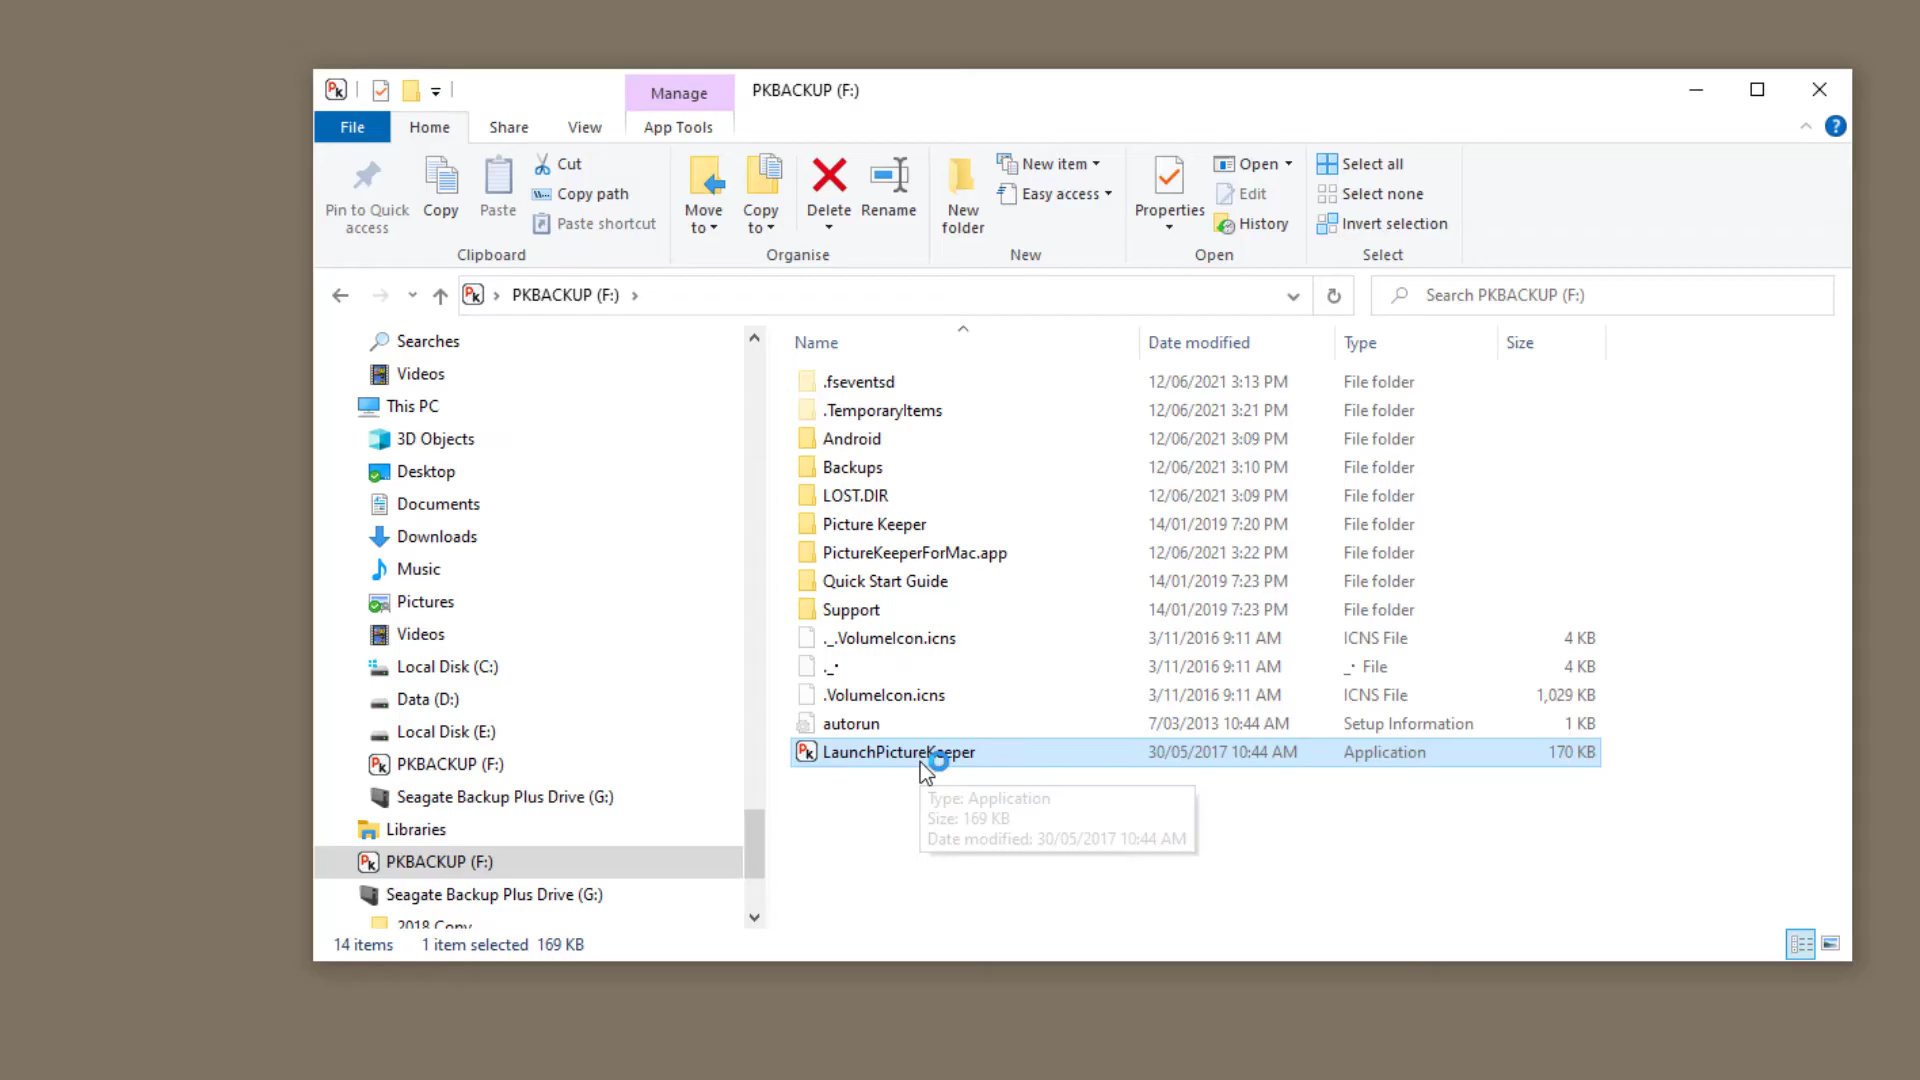 Manage
PKBACKUP (F:)
File
Home
Share
View
App Tools
Pin to Quick access
Copy
Paste
Cut
Copy path
Paste shortcut
Clipboard
Move to
Copy to
Delete
Rename
Organise
New folder
New item
Easy access
New
Properties
Open
Edit
History
Open
Select all
Select none
Invert selection
Select
PKBACKUP (F:)
Search PKBACKUP (F:)
Searches
Videos
This PC
3D Objects
Desktop
Documents
Downloads
Music
Pictures
Videos
Local Disk (C:)
Data (D:)
Local Disk (E:)
PKBACKUP (F:)
Seagate Backup Plus Drive (G:)
Libraries
PKBACKUP (F:)
Seagate Backup Plus Drive (G:)
2018 Copy
Name Date modified Type Size
.fseventsd 12/06/2021 3:13 PM File folder
.TemporaryItems 12/06/2021 3:21 PM File folder
Android 12/06/2021 3:09 PM File folder
Backups 12/06/2021 3:10 PM File folder
LOST.DIR 12/06/2021 3:09 PM File folder
Picture Keeper 14/01/2019 7:20 PM File folder
PictureKeeperForMac.app 12/06/2021 3:22 PM File folder
Quick Start Guide 14/01/2019 7:23 PM File folder
Support 14/01/2019 7:23 PM File folder
._.VolumeIcon.icns 3/11/2016 9:11 AM ICNS File 4 KB
._· 3/11/2016 9:11 AM _· File 4 KB
.VolumeIcon.icns 3/11/2016 9:11 AM ICNS File 1,029 KB
autorun 7/03/2013 10:44 AM Setup Information 1 KB
LaunchPictureKeeper 30/05/2017 10:44 AM Application 170 KB
Type: Application
Size: 169 KB
Date modified: 30/05/2017 10:44 AM
14 items 1 item selected 169 KB